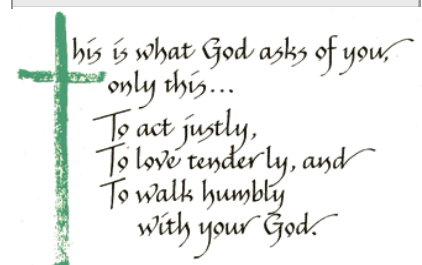 This is what God asks of you,
only this...
To act justly,
To love tenderly, and
To walk humbly
with your God.